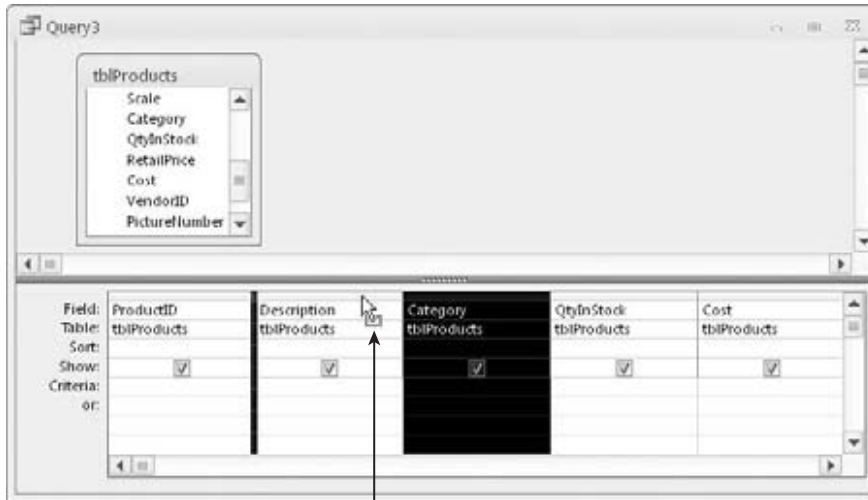 Query3
tblProducts
Scale
Category
QtyInStock
RetailPrice
Cost
VendorID
PictureNumber
Field: ProductID Description Category QtyInStock Cost
Table: tblProducts tblProducts tblProducts tblProducts tblProducts
Sort:
Show:
Criteria:
or: